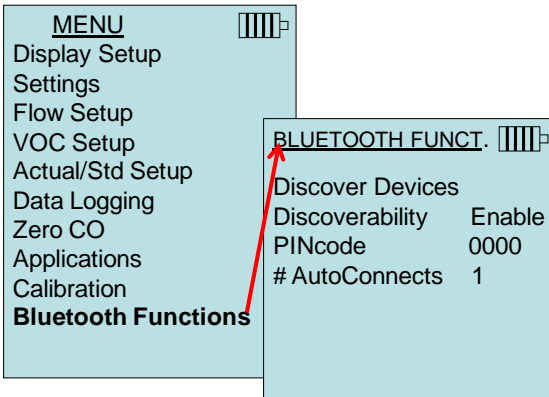 MENU
Display Setup
Settings
Flow Setup
VOC Setup
Actual/Std Setup
Data Logging
Zero CO
Applications
Calibration
Bluetooth Functions
BLUETOOTH FUNCT.
Discover Devices
Discoverability Enable
PINcode 0000
# AutoConnects 1